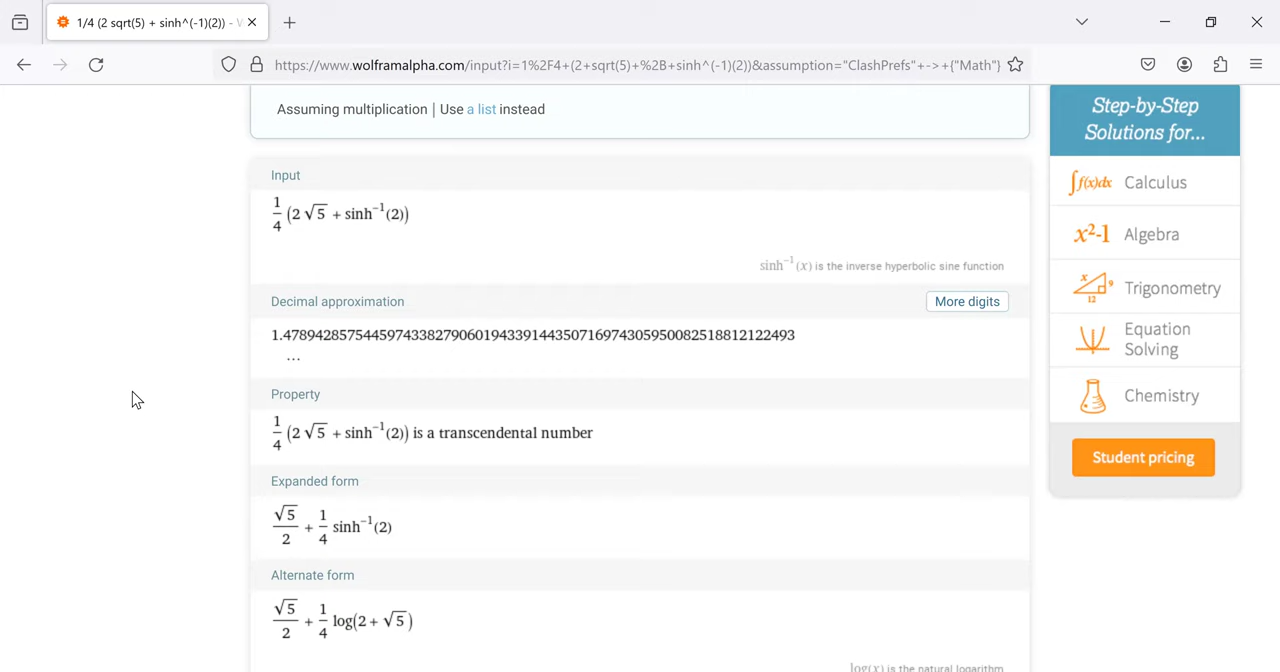 1/4 (2 sqrt(5) + sinh^(-1)(2)) -
https://www.wolframalpha.com/input?i=1%2F4+(2+sqrt(5)+%2B+sinh^(-1)(2))&assumption="ClashPrefs"+->+{"Math"}
Assuming multiplication | Use a list instead
Input
1/4 (2 √5 + sinh⁻¹(2))
sinh⁻¹(x) is the inverse hyperbolic sine function
Decimal approximation
More digits
1.4789428575445974338279060194339144350716974305950082518812122493
...
Property
1/4 (2 √5 + sinh⁻¹(2)) is a transcendental number
Expanded form
√5/2 + 1/4 sinh⁻¹(2)
Alternate form
√5/2 + 1/4 log(2 + √5)
log(x) is the natural logarithm
Step-by-Step
Solutions for...
∫f(x)dx Calculus
x²-1 Algebra
x 9 12 Trigonometry
Equation
Solving
Chemistry
Student pricing